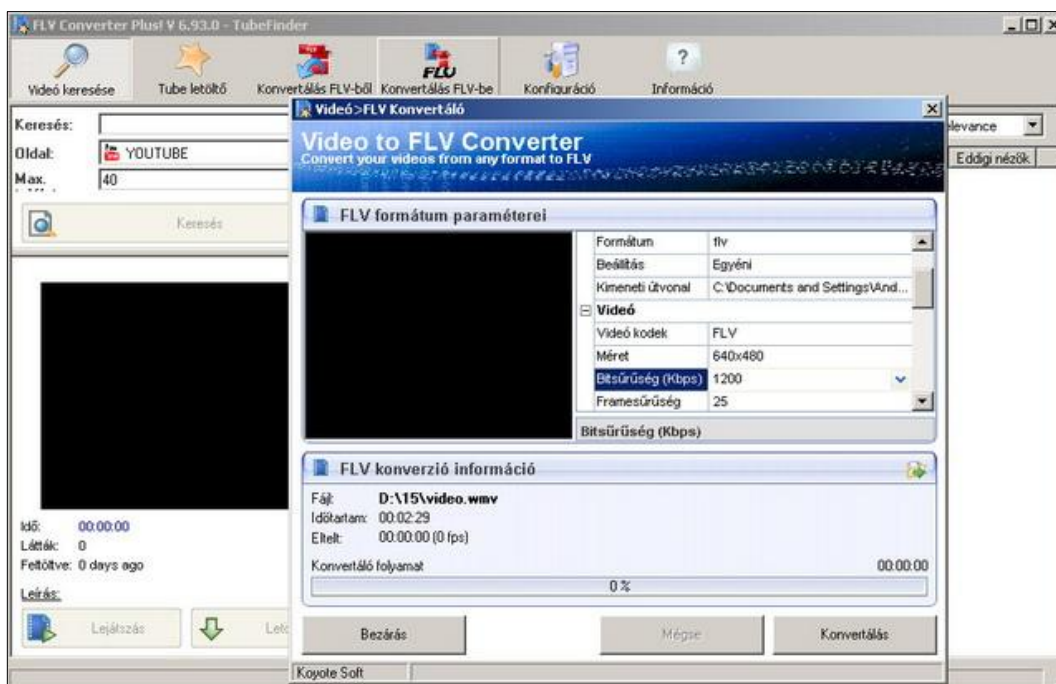 FLV Converter Plus! V 6.93.0 - TubeFinder
Videó keresése
Tube letöltő
Konvertálás FLV-ből
Konvertálás FLV-be
Konfiguráció
Információ
Keresés:
Oldal: YOUTUBE
Max. 40
Keresés
elevance
Eddigi nézők
Idő: 00:00:00
Látták: 0
Feltöltve: 0 days ago
Leírás:
Lejátszás
Leto
Videó>FLV Konvertáló
Video to FLV Converter
Convert your videos from any format to FLV
FLV formátum paraméterei
Formátum flv
Beállítás Egyéni
Kimeneti útvonal C:\Documents and Settings\And...
Videó
Videó kodek FLV
Méret 640x480
Bitsűrűség (Kbps) 1200
Framesűrűség 25
Bitsűrűség (Kbps)
FLV konverzió információ
Fájl: D:\15\video.wmv
Időtartam: 00:02:29
Eltelt: 00:00:00 (0 fps)
Konvertáló folyamat 00:00:00
0 %
Bezárás
Mégse
Konvertálás
Koyote Soft